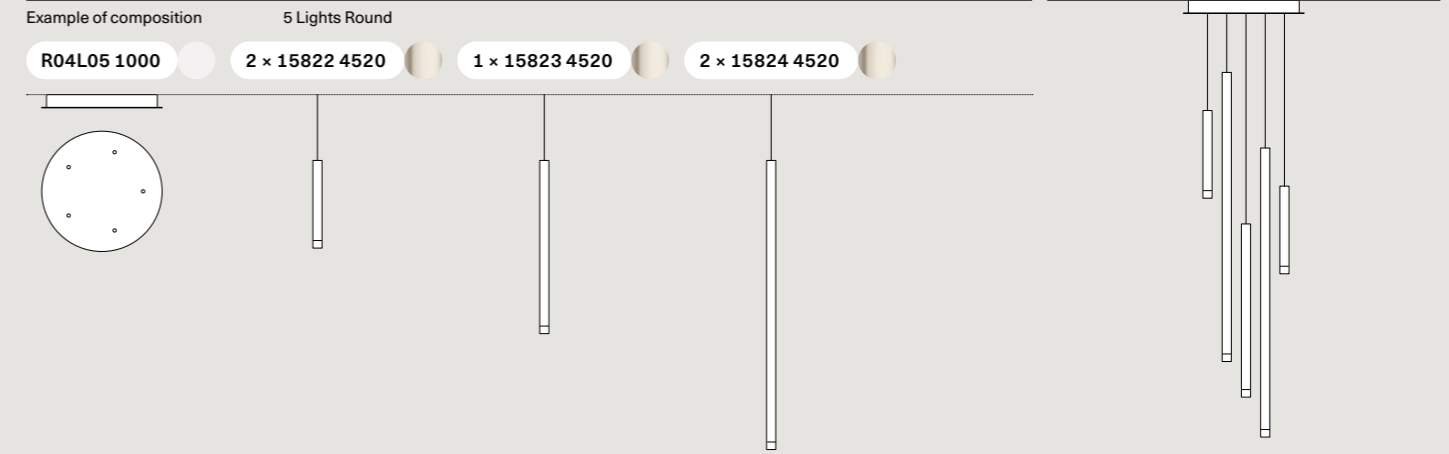 Example of composition 5 Lights Round
R04L05 1000 2 × 15822 4520 1 × 15823 4520 2 × 15824 4520